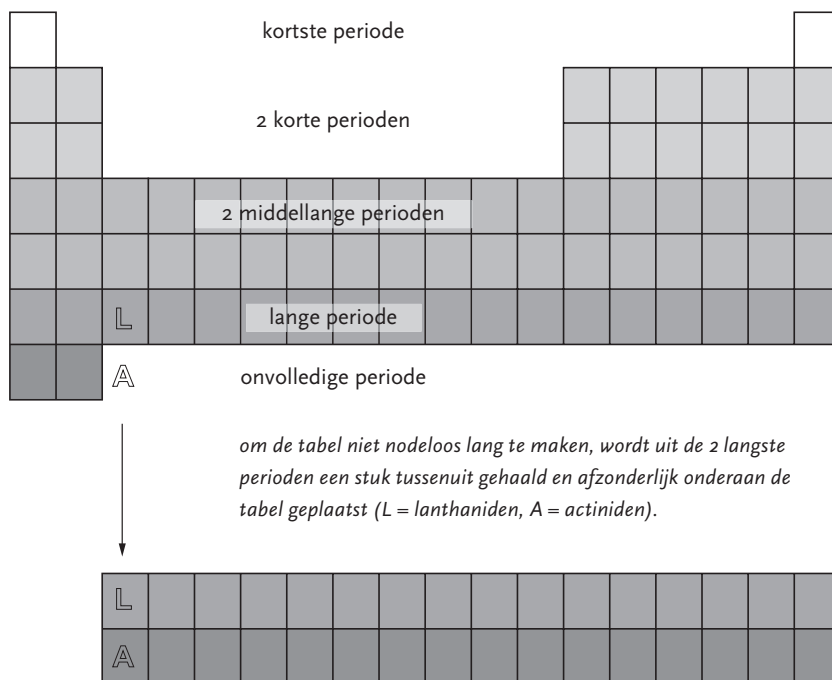 kortste periode
2 korte perioden
2 middellange perioden
L
lange periode
A
onvolledige periode
om de tabel niet nodeloos lang te maken, wordt uit de 2 langste
perioden een stuk tussenuit gehaald en afzonderlijk onderaan de
tabel geplaatst (L = lanthaniden, A = actiniden).
L
A